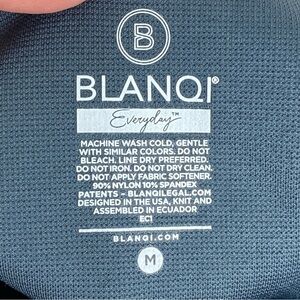 B
BLANQI®
Everyday™
MACHINE WASH COLD, GENTLE
WITH SIMILAR COLORS. DO NOT
BLEACH. LINE DRY PREFERRED.
DO NOT IRON. DO NOT DRY CLEAN.
DO NOT APPLY FABRIC SOFTENER.
90% NYLON 10% SPANDEX
PATENTS – BLANQILEGAL.COM
DESIGNED IN THE USA, KNIT AND
ASSEMBLED IN ECUADOR
EC1
BLANQI.COM
M